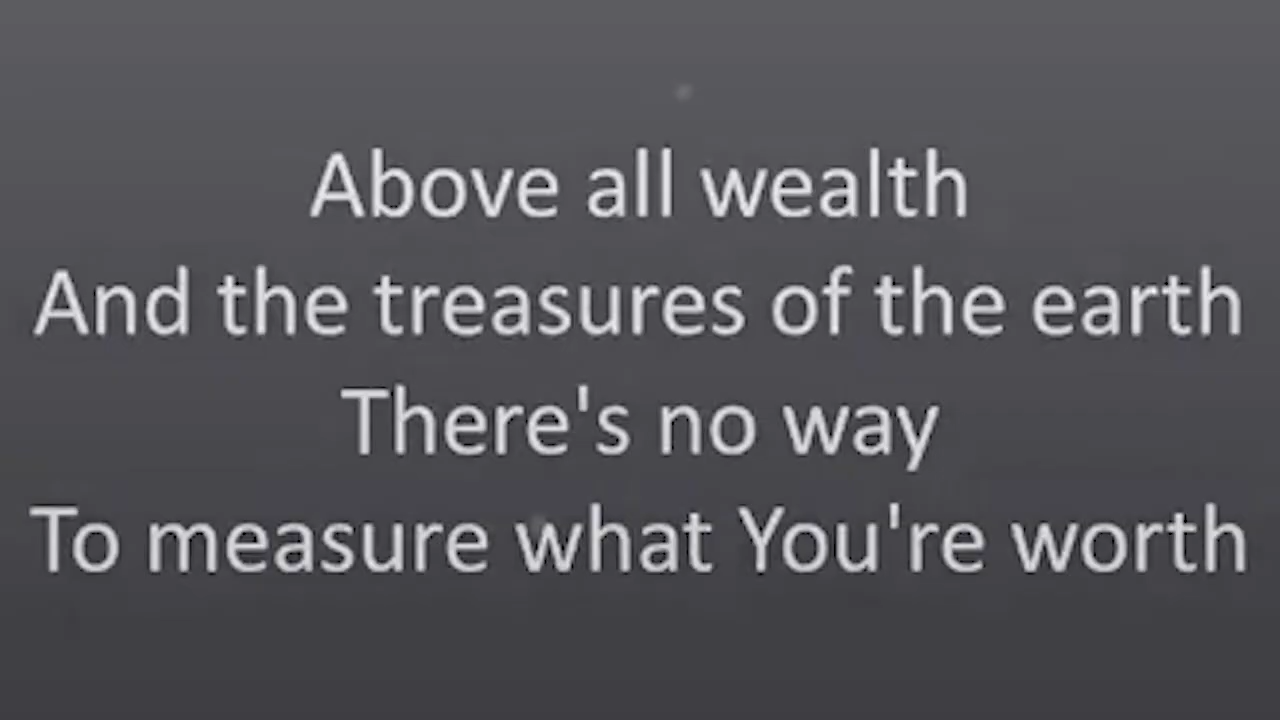 Above all wealth
And the treasures of the earth
There's no way
To measure what You're worth